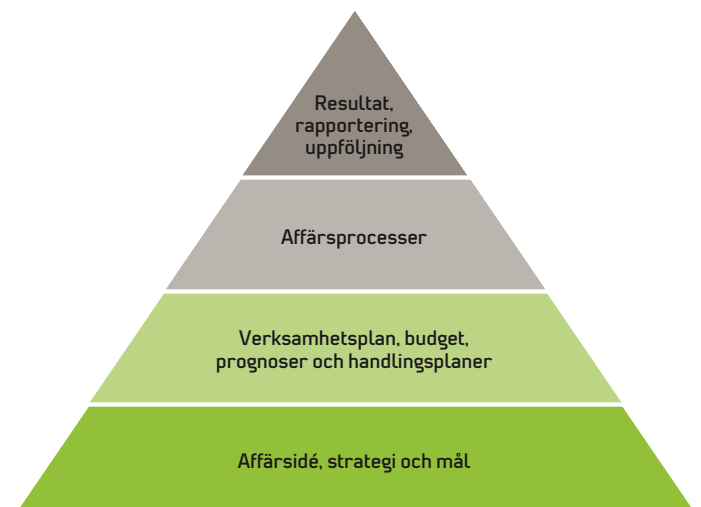 Resultat,
rapportering,
uppföljning
Affärsprocesser
Verksamhetsplan, budget,
prognoser och handlingsplaner
Affärsidé, strategi och mål